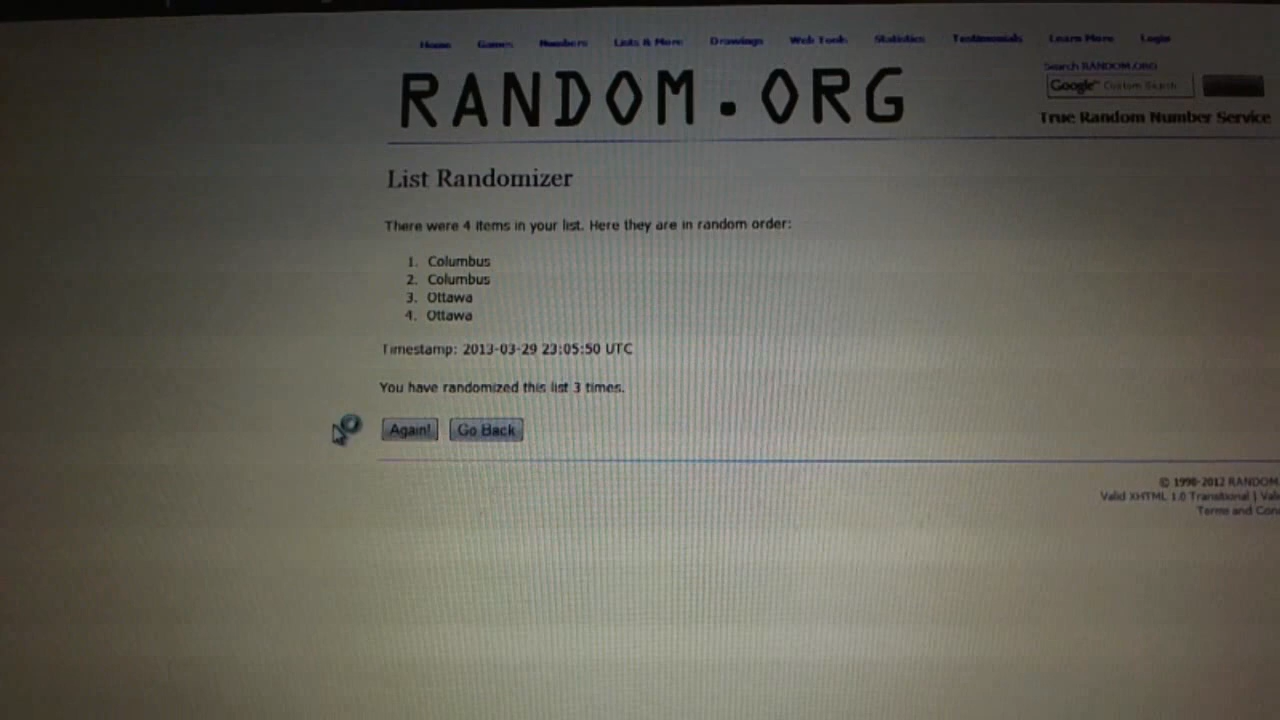 Home Games Numbers Lists & More Drawings Web Tools Statistics Testimonials Learn More Login
RANDOM.ORG
Search RANDOM.ORG
Google™ Custom Search
True Random Number Service
List Randomizer
There were 4 items in your list. Here they are in random order:
1. Columbus
2. Columbus
3. Ottawa
4. Ottawa
Timestamp: 2013-03-29 23:05:50 UTC
You have randomized this list 3 times.
Again! Go Back
© 1998-2012 RANDOM
Valid XHTML 1.0 Transitional | Vali
Terms and Cond